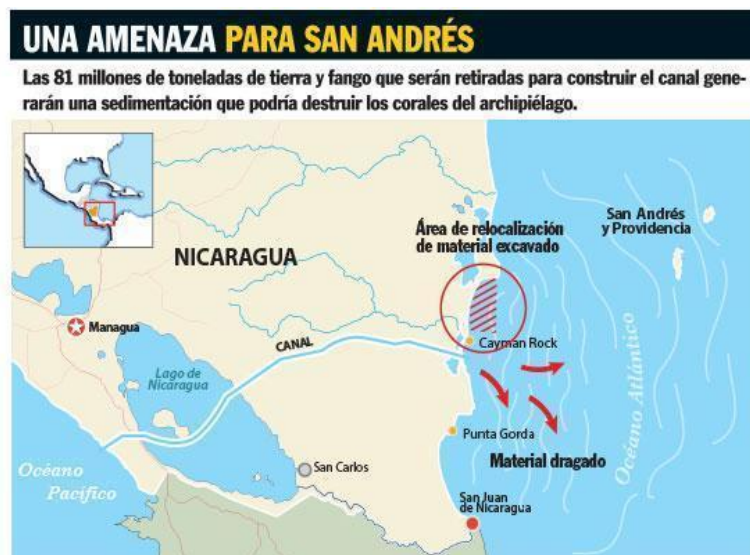 UNA AMENAZA PARA SAN ANDRÉS
Las 81 millones de toneladas de tierra y fango que serán retiradas para construir el canal gene-
rarán una sedimentación que podría destruir los corales del archipiélago.
San Andrés
y Providencia
Área de relocalización
de material excavado
NICARAGUA
Managua
CANAL
Cayman Rock
Lago de
Nicaragua
Océano Atlántico
Punta Gorda
Material dragado
San Carlos
Océano
Pacífico
San Juan
de Nicaragua